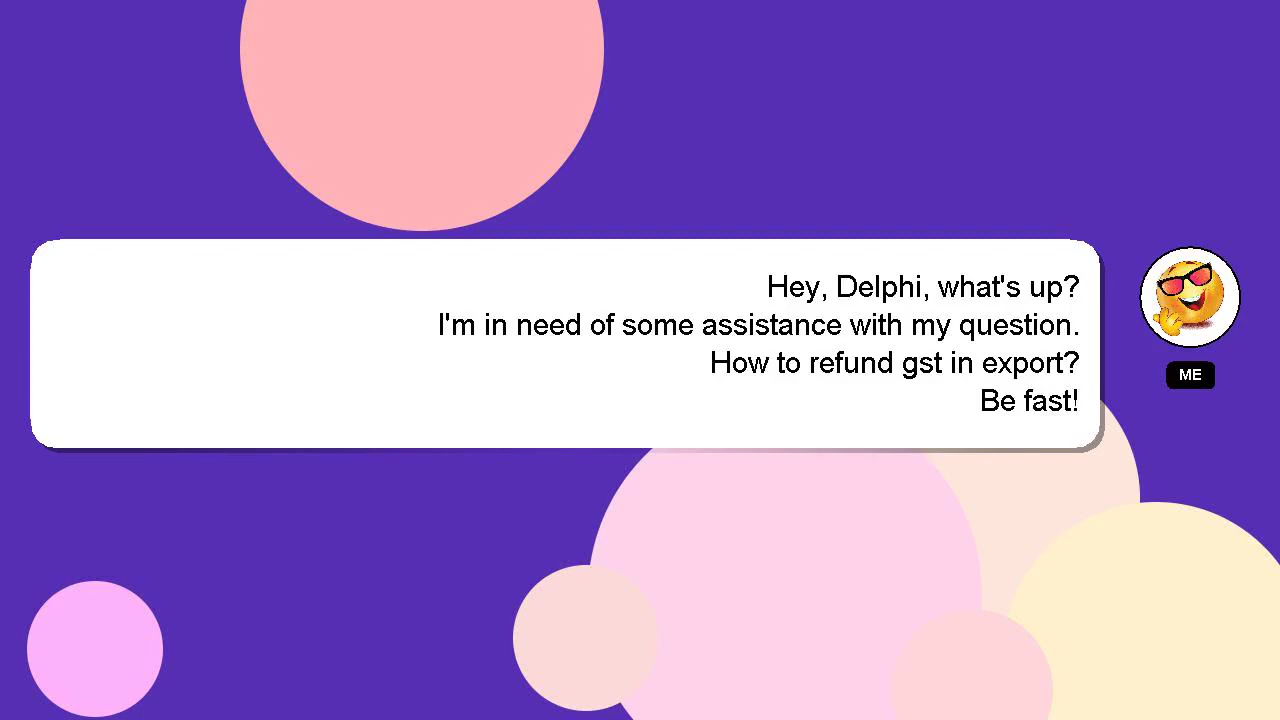 Hey, Delphi, what's up?
I'm in need of some assistance with my question.
How to refund gst in export?
Be fast!
ME